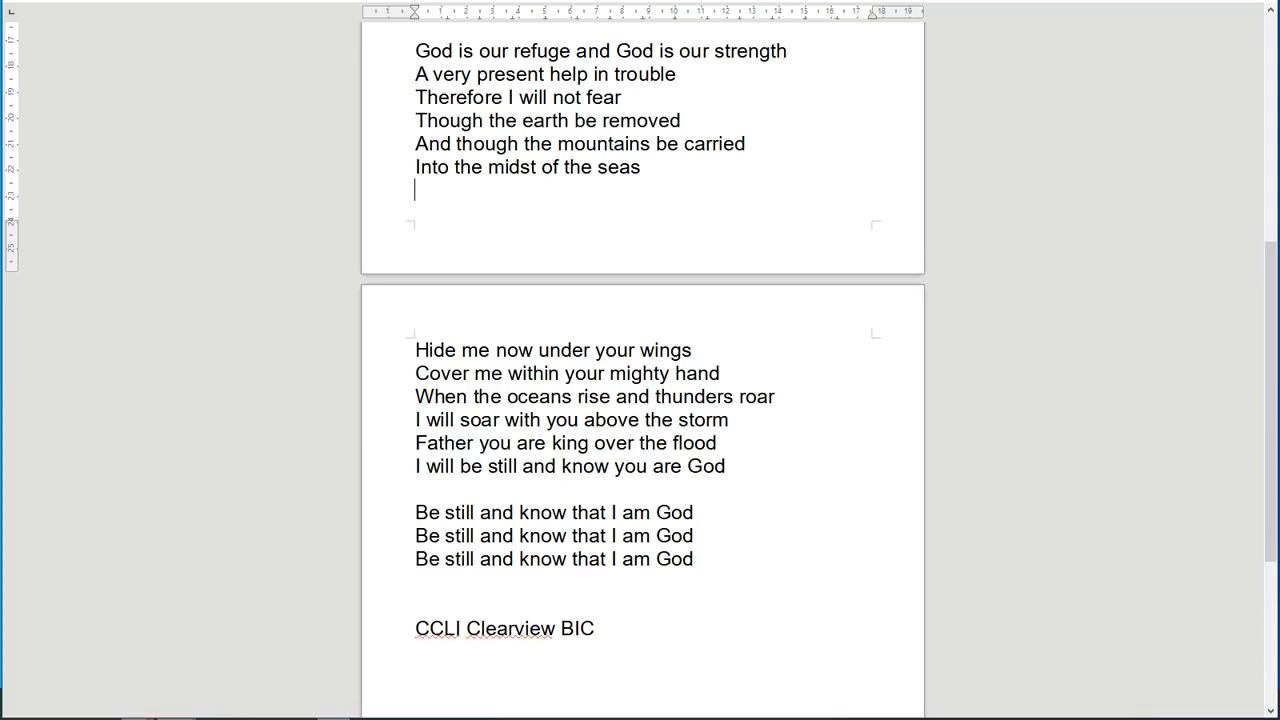 God is our refuge and God is our strength
A very present help in trouble
Therefore I will not fear
Though the earth be removed
And though the mountains be carried
Into the midst of the seas
Hide me now under your wings
Cover me within your mighty hand
When the oceans rise and thunders roar
I will soar with you above the storm
Father you are king over the flood
I will be still and know you are God
Be still and know that I am God
Be still and know that I am God
Be still and know that I am God
CCLI Clearview BIC